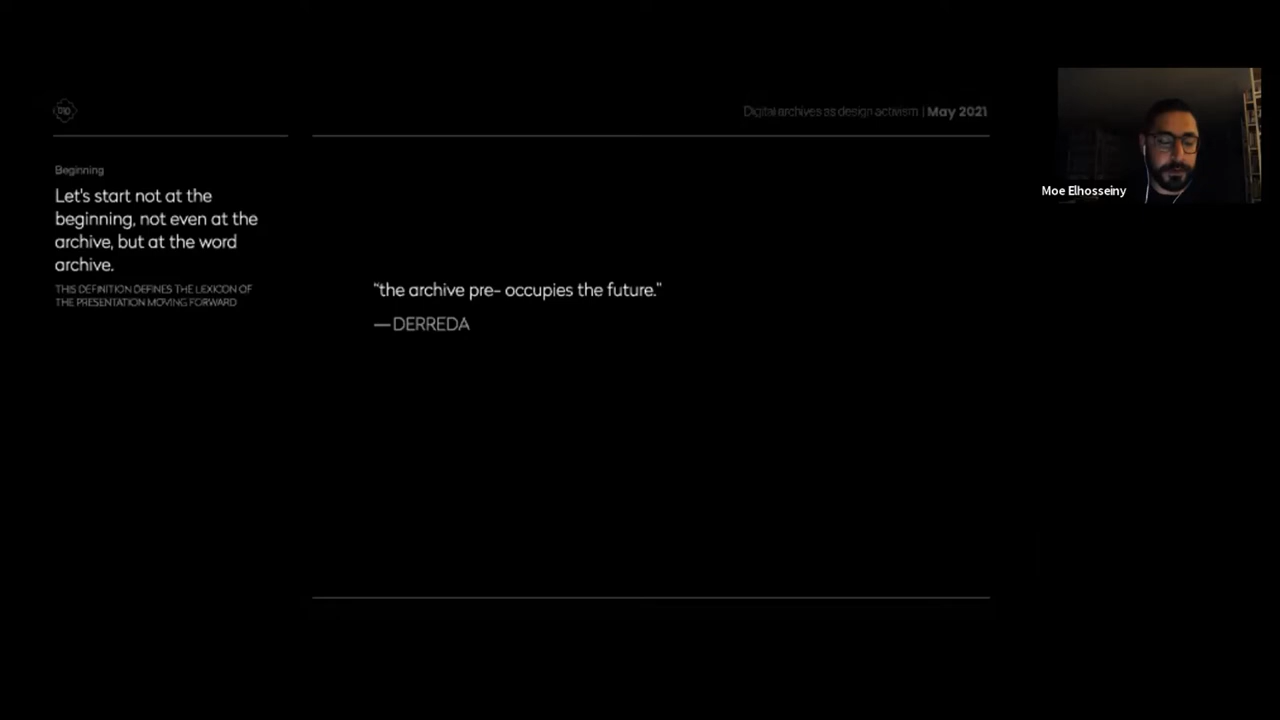 Digital archives as design activism | May 2021
Beginning
Let's start not at the
beginning, not even at the
archive, but at the word
archive.
THIS DEFINITION DEFINES THE LEXICON OF
THE PRESENTATION MOVING FORWARD
“the archive pre- occupies the future.”
— DERREDA
Moe Elhosseiny